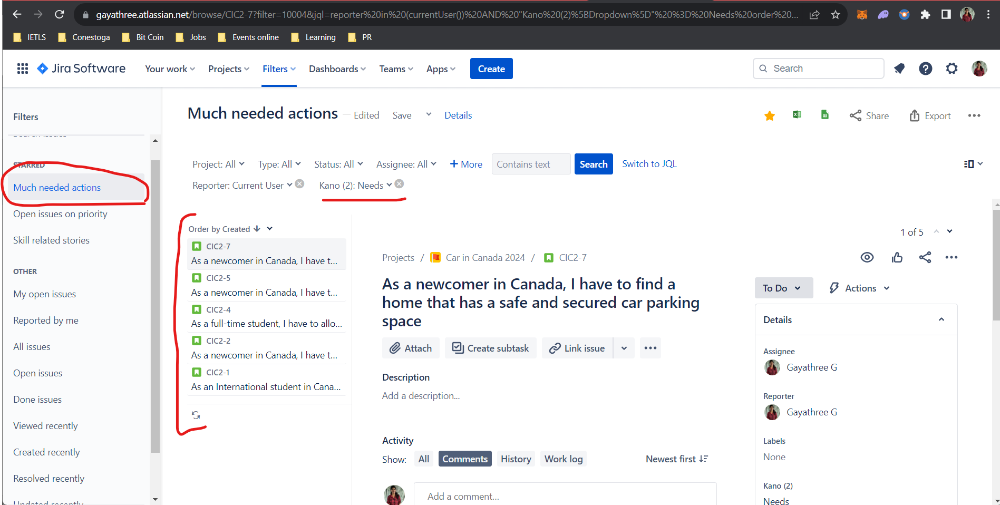 gayathree.atlassian.net/browse/CIC2-7?filter=10004&jql=reporter%20in%20(currentUser())%20AND%20"Kano%20(2)%5BDropdown%5D"%20%3D%20Needs%20order%20...
IETLS Conestoga Bit Coin Jobs Events online Learning PR
Jira Software Your work Projects Filters Dashboards Teams Apps Create Search
Filters
Search issues
STARRED
Much needed actions
Open issues on priority
Skill related stories
OTHER
My open issues
Reported by me
All issues
Open issues
Done issues
Viewed recently
Created recently
Resolved recently
Updated recently
Much needed actions — Edited Save Details
Share Export
Project: All Type: All Status: All Assignee: All + More Contains text Search Switch to JQL
Reporter: Current User Kano (2): Needs
Order by Created
CIC2-7
As a newcomer in Canada, I have t...
CIC2-5
As a newcomer in Canada, I have t...
CIC2-4
As a full-time student, I have to allo...
CIC2-2
As a newcomer in Canada, I have t...
CIC2-1
As an International student in Cana...
1 of 5
Projects / Car in Canada 2024 / CIC2-7
As a newcomer in Canada, I have to find a
home that has a safe and secured car parking
space
Attach Create subtask Link issue
Description
Add a description...
Activity
Show: All Comments History Work log Newest first
Add a comment...
To Do Actions
Details
Assignee
Gayathree G
Reporter
Gayathree G
Labels
None
Kano (2)
Needs